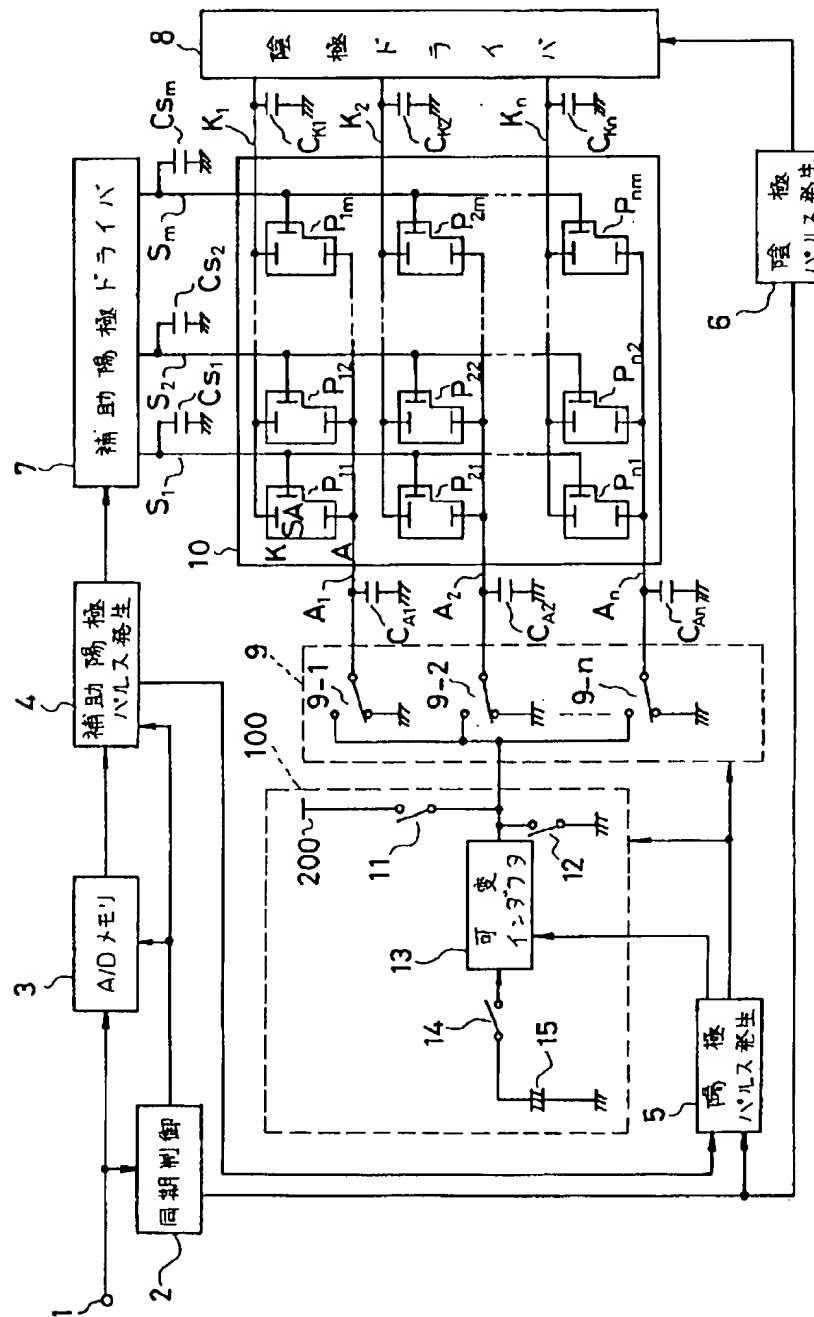 1
2
同期制御
3
A/Dメモリ
4
補助陽極
パルス発生
5
陽極
パルス発生
6
陰極
パルス発生
7
補助陽極ドライバ
8
陰極ドライバ
9
9-1
9-2
9-n
10
100
200
11
12
13
可変
インダクタ
14
15
S1
S2
Sm
Cs1
Cs2
Csm
K1
K2
Kn
CK1
CK2
CKn
A1
A2
An
CA1
CA2
CAn
K
SA
A
P11
P12
P1m
P21
P22
P2m
Pn1
Pn2
Pnm